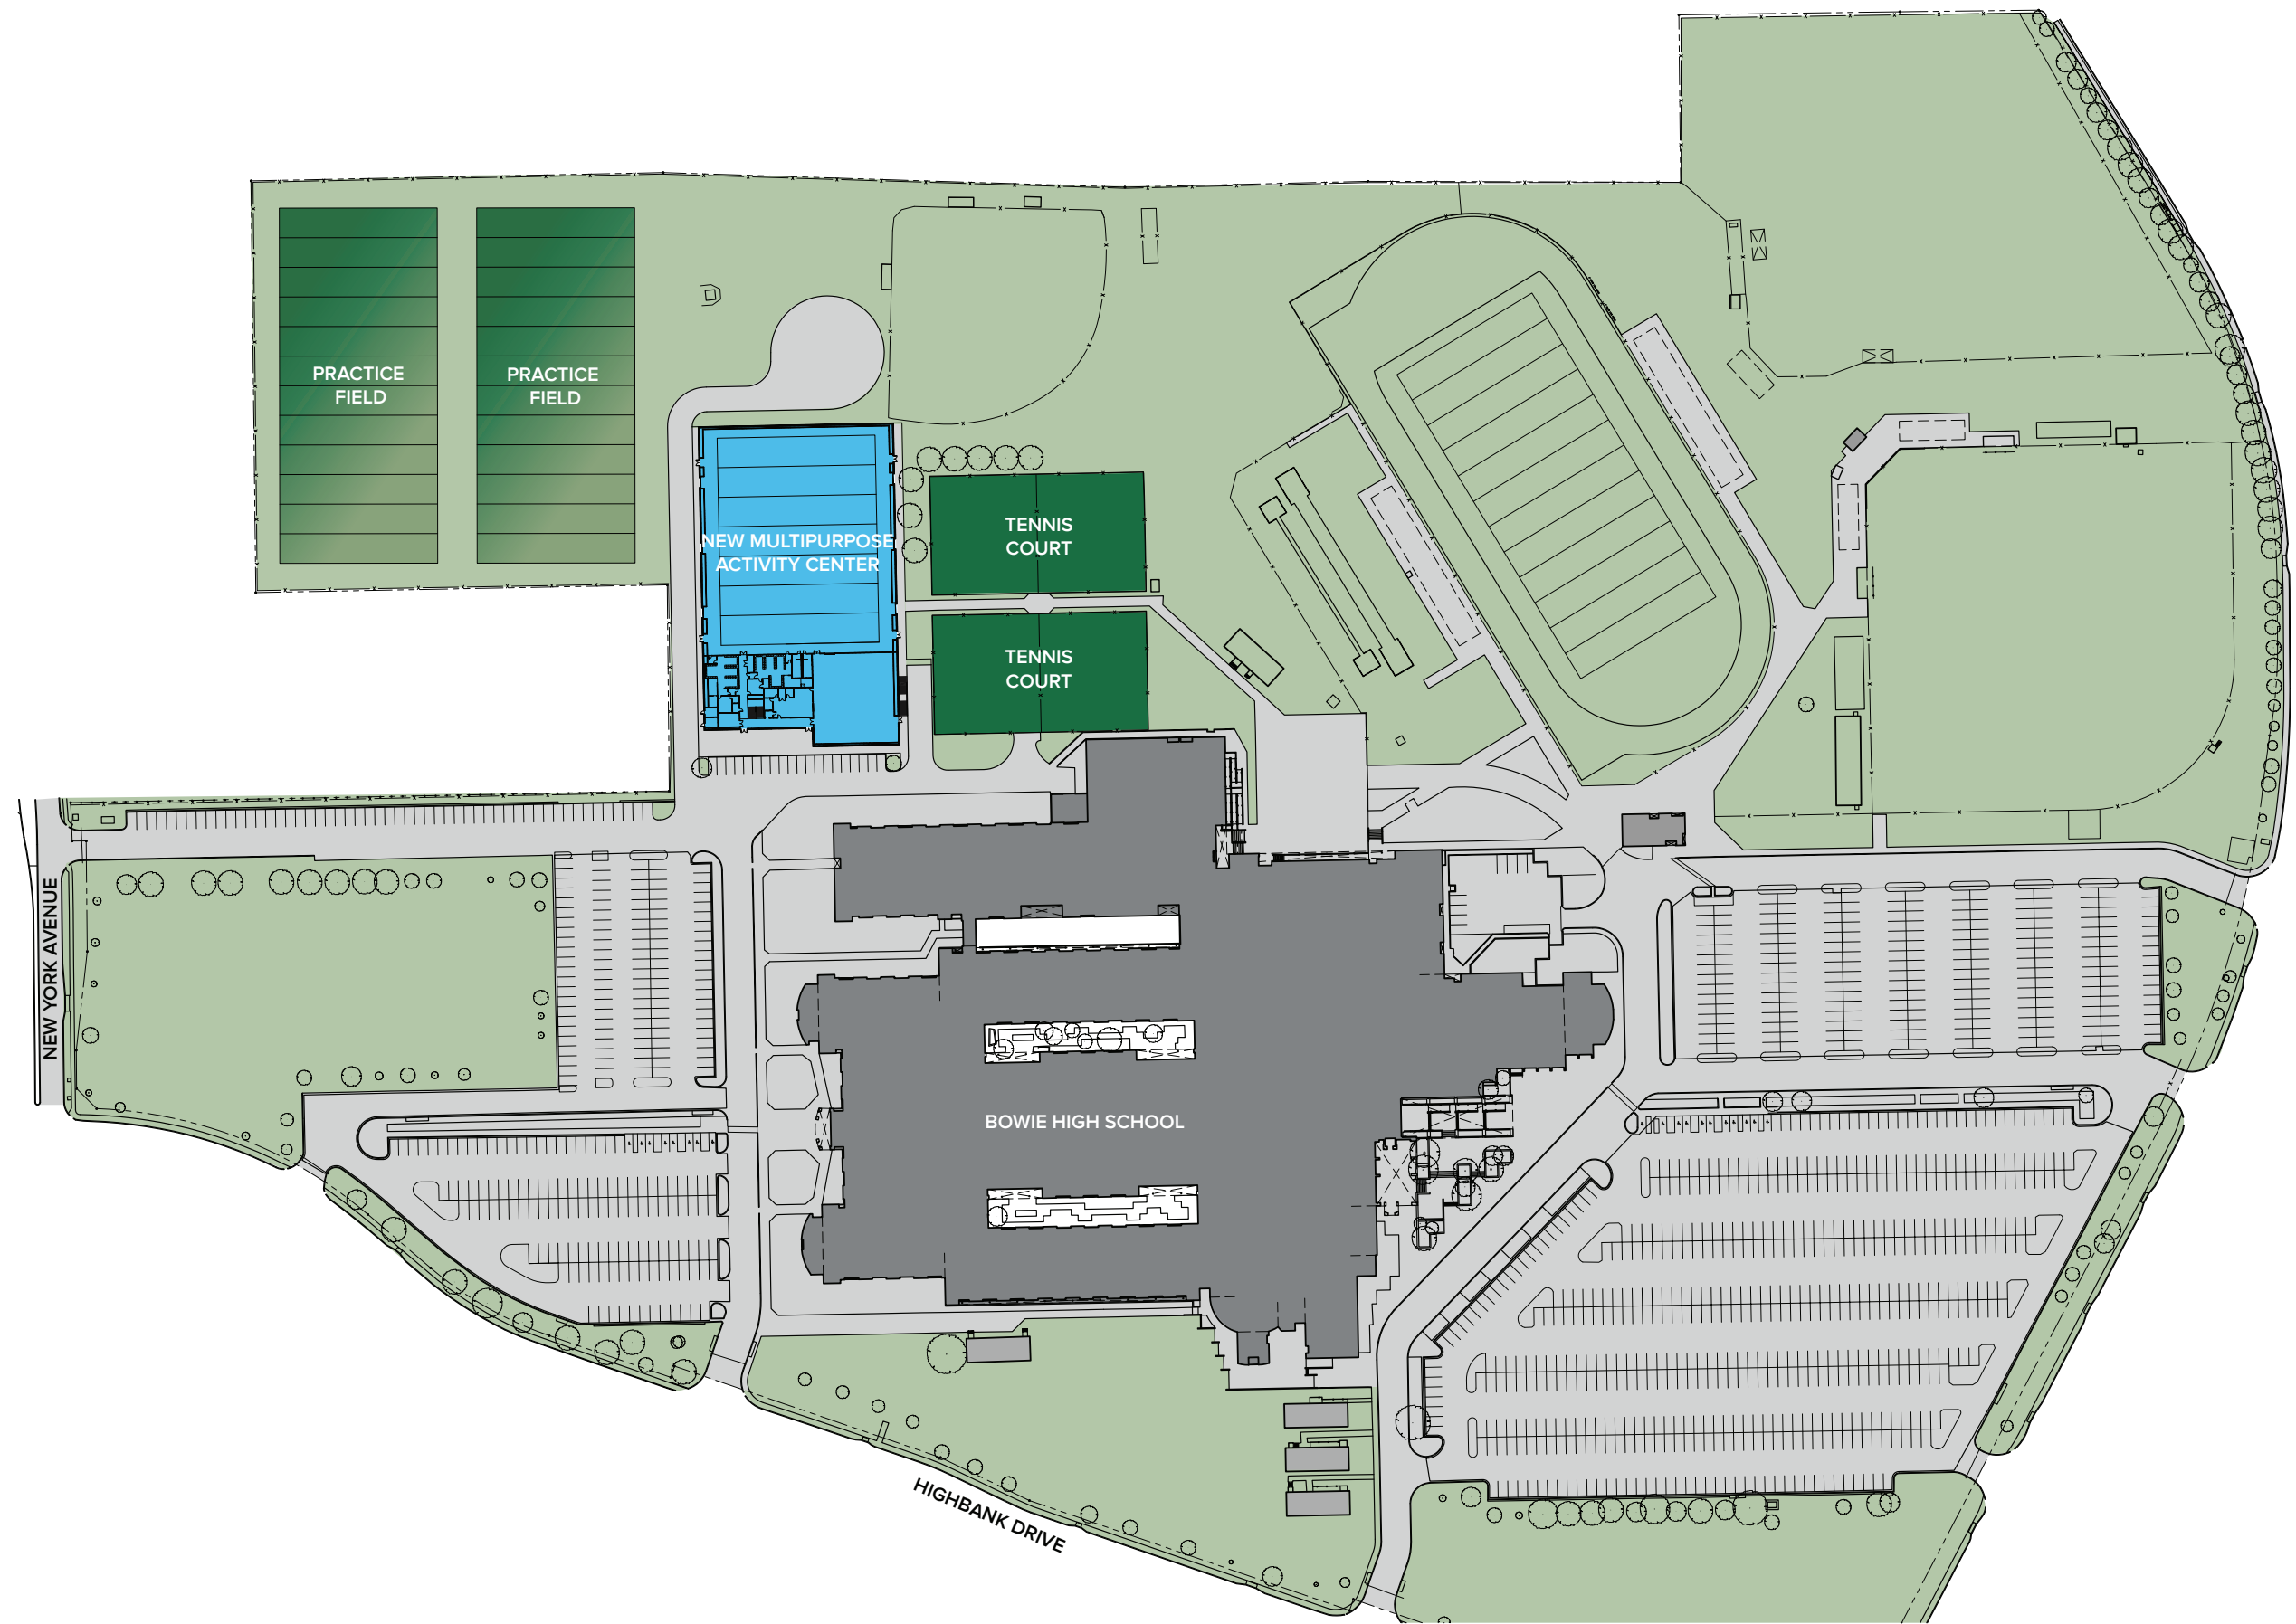 PRACTICE
FIELD
PRACTICE
FIELD
NEW MULTIPURPOSE
ACTIVITY CENTER
TENNIS
COURT
TENNIS
COURT
NEW YORK AVENUE
BOWIE HIGH SCHOOL
HIGHBANK DRIVE